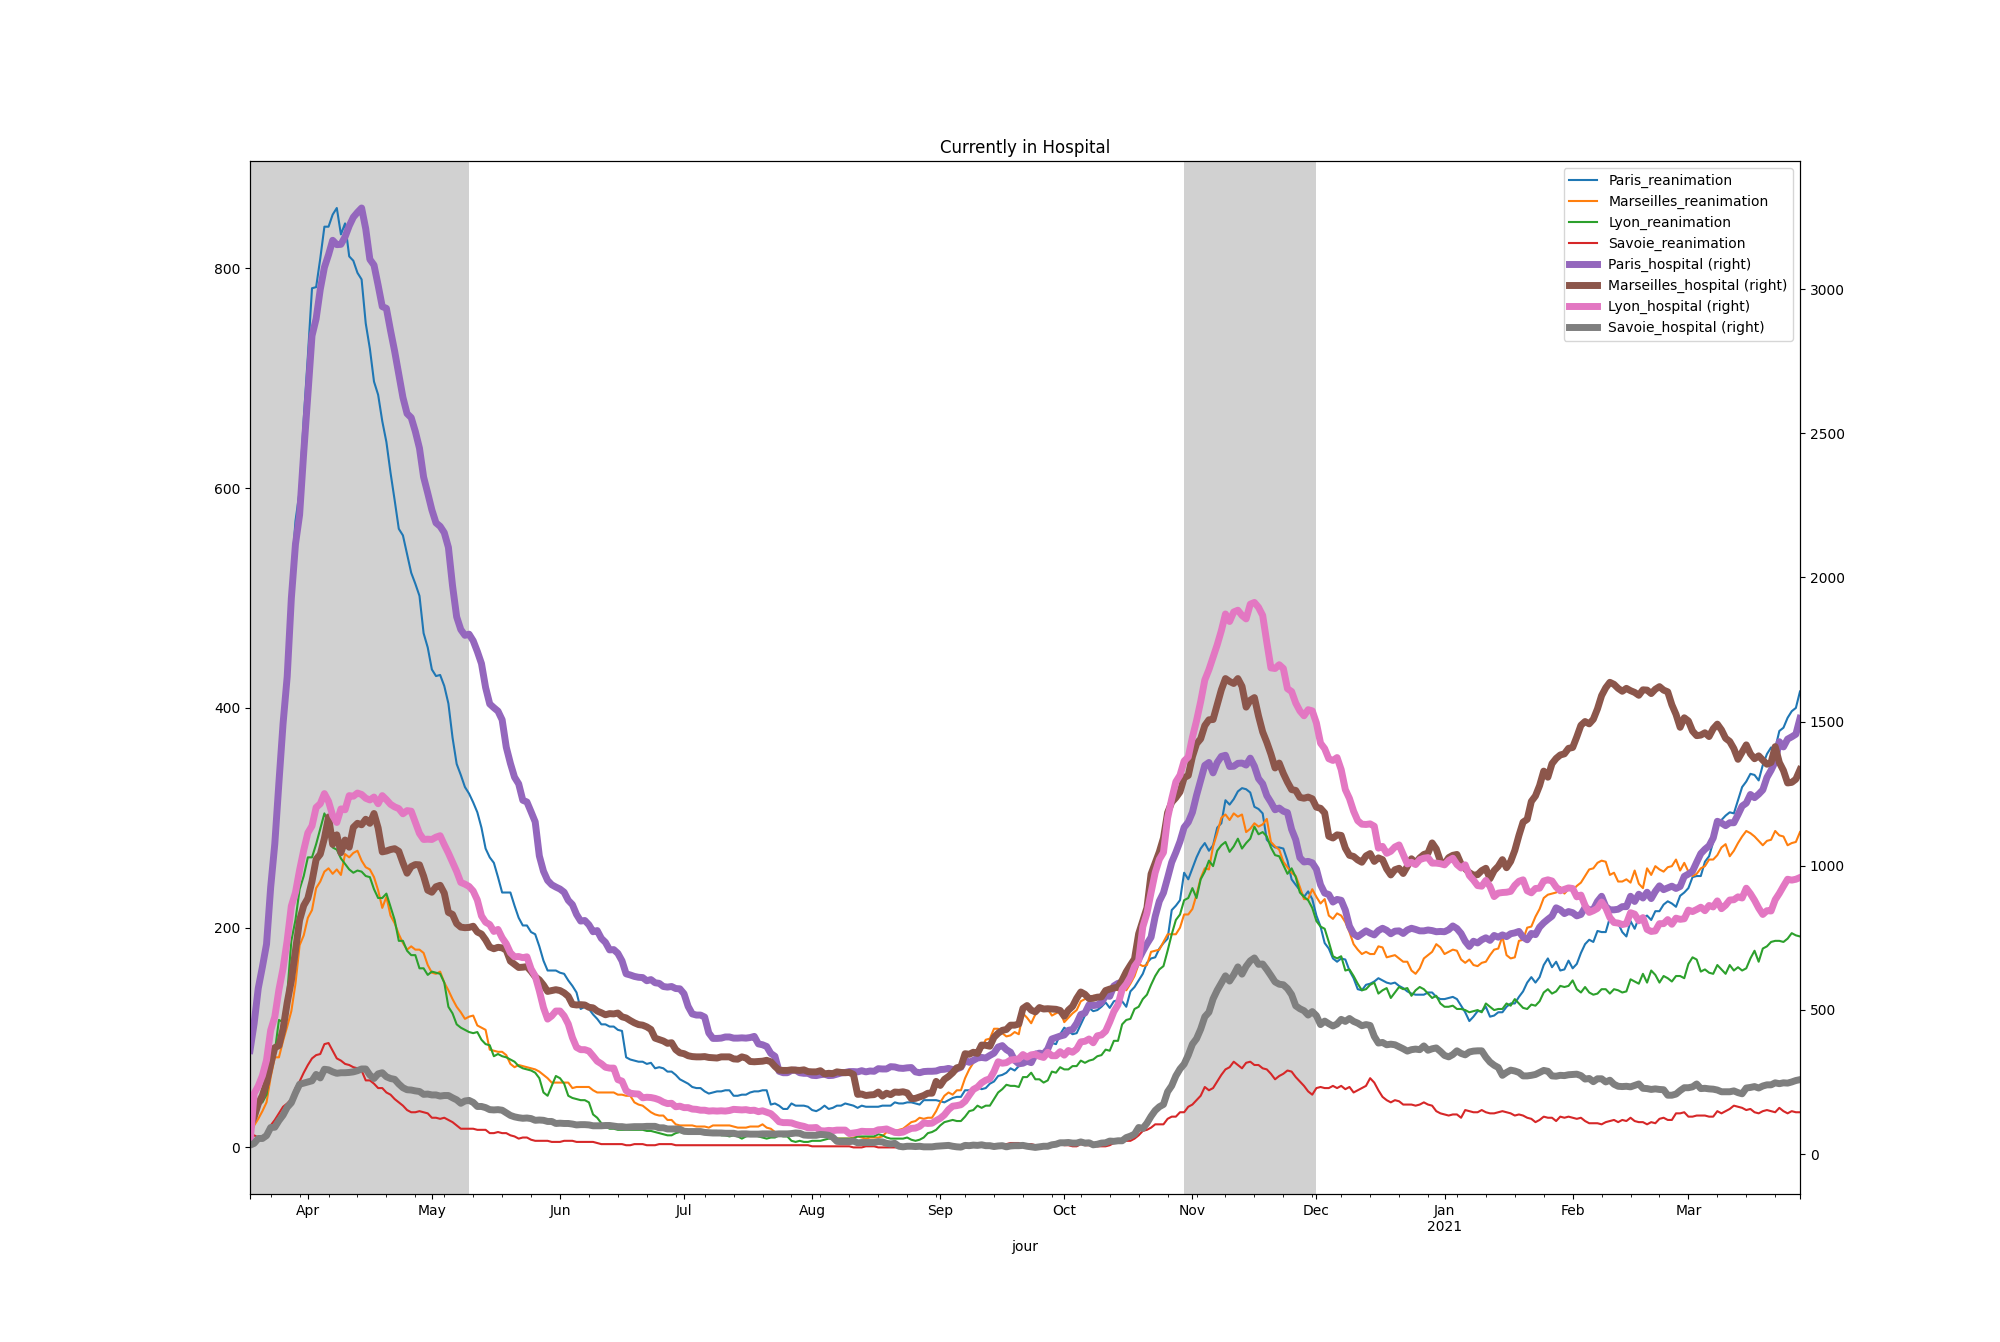 Currently in Hospital
Paris_reanimation
Marseilles_reanimation
Lyon_reanimation
Savoie_reanimation
Paris_hospital (right)
Marseilles_hospital (right)
Lyon_hospital (right)
Savoie_hospital (right)
800
600
400
200
0
3000
2500
2000
1500
1000
500
0
Apr May Jun Jul Aug Sep Oct Nov Dec Jan Feb Mar
2021
jour